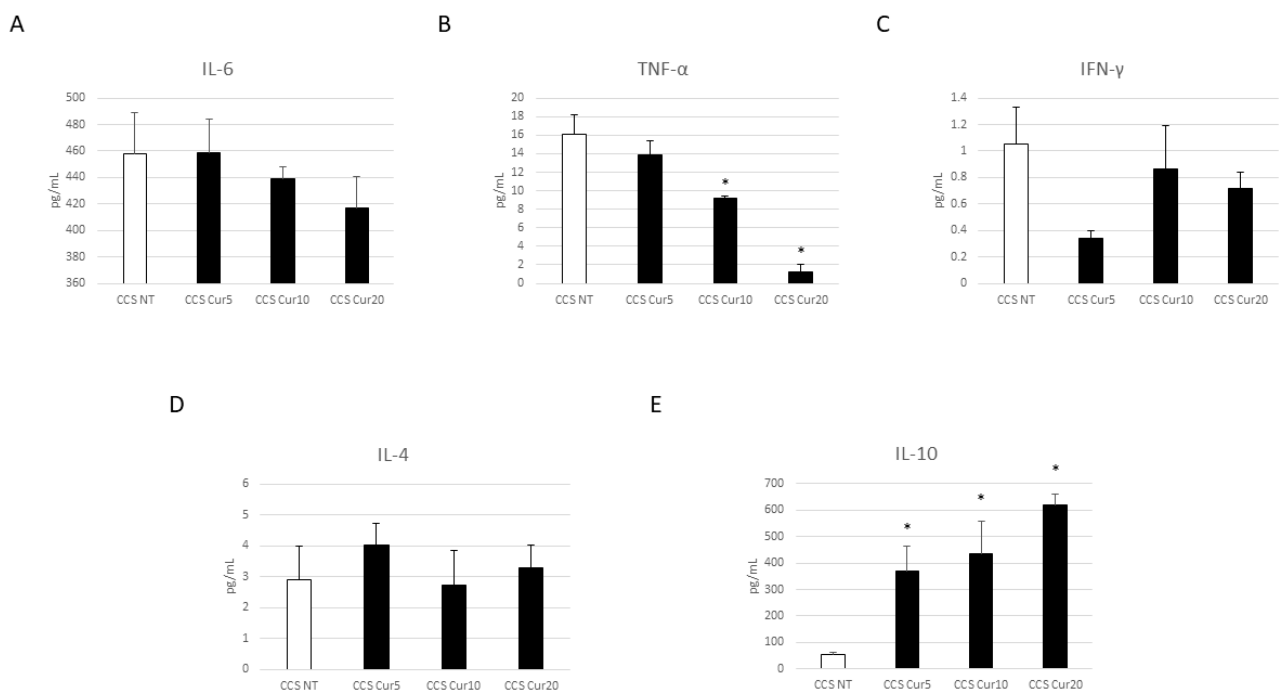 A
B
C
IL-6
500
480
460
440
420
400
380
360
pg/mL
CCS NT CCS Cur5 CCS Cur10 CCS Cur20
TNF-α
20
18
16
14
12
10
8
6
4
2
0
pg/mL
*
*
CCS NT CCS Cur5 CCS Cur10 CCS Cur20
IFN-γ
1.4
1.2
1
0.8
0.6
0.4
0.2
0
pg/mL
CCS NT CCS Cur5 CCS Cur10 CCS Cur20
D
E
IL-4
6
5
4
3
2
1
0
pg/mL
CCS NT CCS Cur5 CCS Cur10 CCS Cur20
IL-10
700
600
500
400
300
200
100
0
pg/mL
*
*
*
CCS NT CCS Cur5 CCS Cur10 CCS Cur20